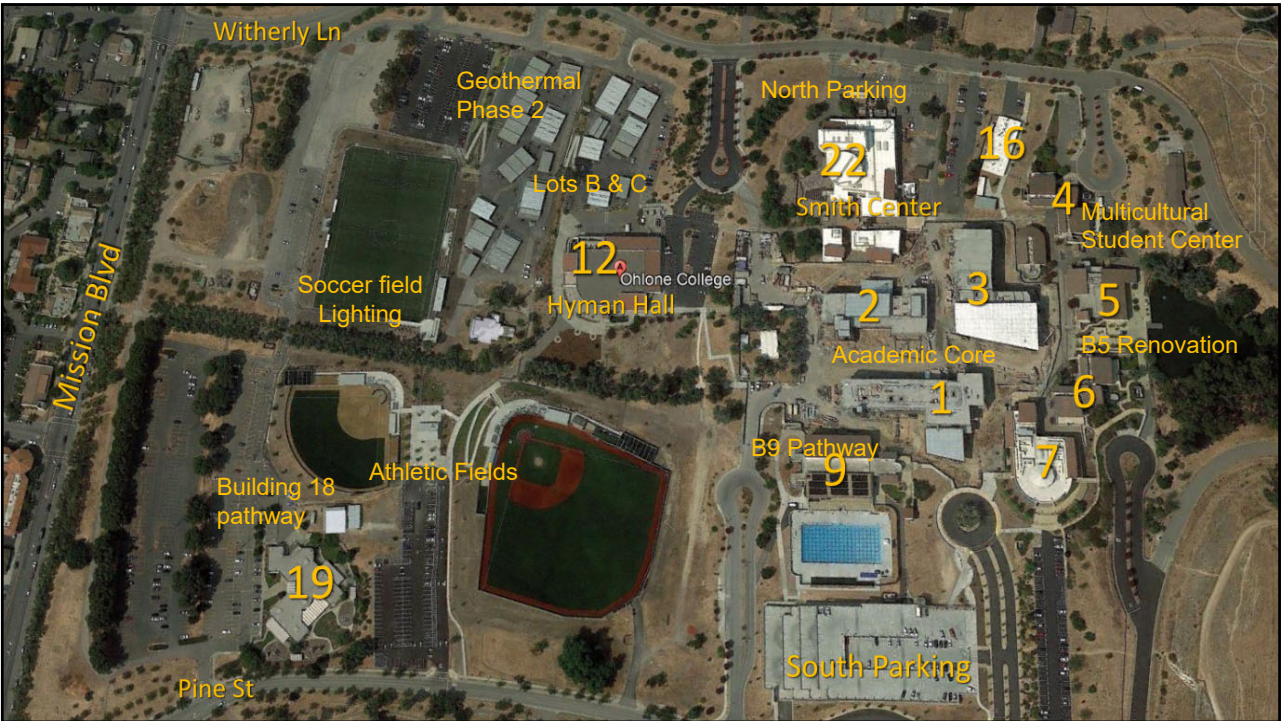 Witherly Ln
Geothermal
Phase 2
North Parking
16
22
Lots B & C
4
Smith Center
Multicultural
Student Center
Mission Blvd
12
Ohlone College
Soccer field
Lighting
Hyman Hall
2
3
5
Academic Core
B5 Renovation
1
6
B9 Pathway
7
9
Athletic Fields
Building 18
pathway
19
South Parking
Pine St